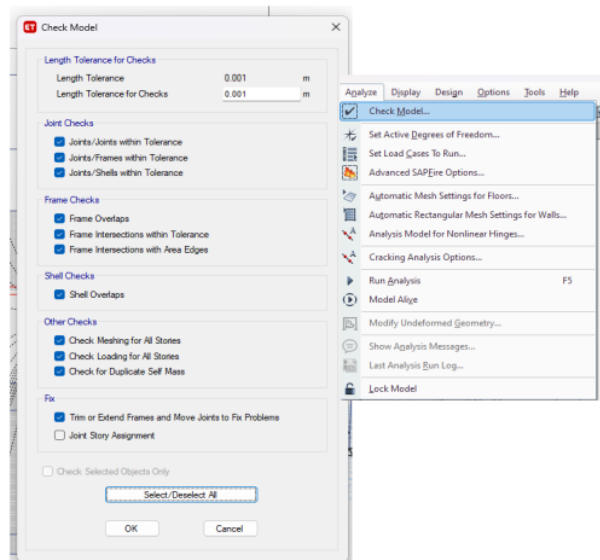 ET Check Model
Length Tolerance for Checks
Length Tolerance 0.001 m
Length Tolerance for Checks 0.001 m
Joint Checks
Joints/Joints within Tolerance
Joints/Frames within Tolerance
Joints/Shells within Tolerance
Frame Checks
Frame Overlaps
Frame Intersections within Tolerance
Frame Intersections with Area Edges
Shell Checks
Shell Overlaps
Other Checks
Check Meshing for All Stories
Check Loading for All Stories
Check for Duplicate Self Mass
Fix
Trim or Extend Frames and Move Joints to Fix Problems
Joint Story Assignment
Check Selected Objects Only
Select/Deselect All
OK Cancel
Analyze Display Design Options Tools Help
Check Model...
Set Active Degrees of Freedom...
Set Load Cases To Run...
Advanced SAPFire Options...
Automatic Mesh Settings for Floors...
Automatic Rectangular Mesh Settings for Walls...
Analysis Model for Nonlinear Hinges...
Cracking Analysis Options...
Run Analysis F5
Model Alive
Modify Undeformed Geometry...
Show Analysis Messages...
Last Analysis Run Log...
Lock Model